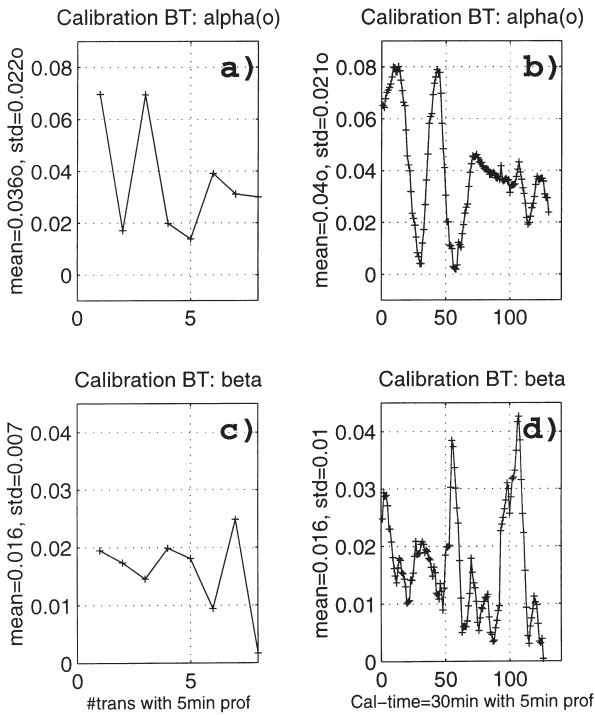 Calibration BT: alpha(o)
a)
mean=0.036o, std=0.022o
0.08
0.06
0.04
0.02
0
0
5
Calibration BT: alpha(o)
b)
mean=0.04o, std=0.021o
0.08
0.06
0.04
0.02
0
0
50
100
Calibration BT: beta
c)
mean=0.016, std=0.007
0.04
0.03
0.02
0.01
0
0
5
#trans with 5min prof
Calibration BT: beta
d)
mean=0.016, std=0.01
0.04
0.03
0.02
0.01
0
0
50
100
Cal-time=30min with 5min prof